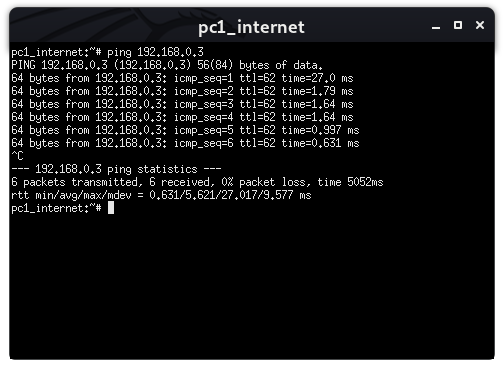 pc1_internet
pc1_internet:~# ping 192.168.0.3
PING 192.168.0.3 (192.168.0.3) 56(84) bytes of data.
64 bytes from 192.168.0.3: icmp_seq=1 ttl=62 time=27.0 ms
64 bytes from 192.168.0.3: icmp_seq=2 ttl=62 time=1.79 ms
64 bytes from 192.168.0.3: icmp_seq=3 ttl=62 time=1.64 ms
64 bytes from 192.168.0.3: icmp_seq=4 ttl=62 time=1.64 ms
64 bytes from 192.168.0.3: icmp_seq=5 ttl=62 time=0.997 ms
64 bytes from 192.168.0.3: icmp_seq=6 ttl=62 time=0.631 ms
^C
--- 192.168.0.3 ping statistics ---
6 packets transmitted, 6 received, 0% packet loss, time 5052ms
rtt min/avg/max/mdev = 0.631/5.621/27.017/9.577 ms
pc1_internet:~#